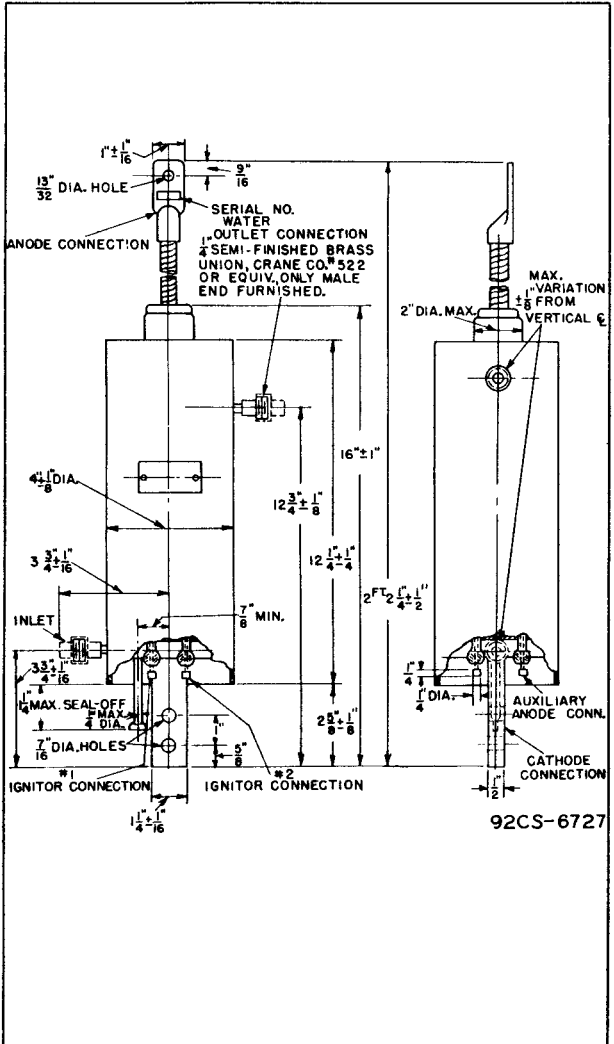 1" ± 1/16
9"/16
13/32" DIA. HOLE
SERIAL NO.
WATER
OUTLET CONNECTION
ANODE CONNECTION
1/4" SEMI-FINISHED BRASS
UNION, CRANE CO. #522
OR EQUIV., ONLY MALE
END FURNISHED.
MAX.
VARIATION
± 1/8" FROM
VERTICAL ℄
2" DIA. MAX.
16" ± 1"
4" ± 1/8" DIA.
12 3/4" ± 1/8"
12 1/4" ± 1/4"
2 FT 2 1/4" ± 1/2"
3 3/4" ± 1/16"
7/8" MIN.
INLET
3 3/4" ± 1/16"
1/4" MAX. SEAL-OFF
1/4" MAX.
DIA.
7/16" DIA. HOLES
1"
5/8"
2 5/8" ± 1/8"
#1
IGNITOR CONNECTION
#2
IGNITOR CONNECTION
1 1/4" ± 1/16"
1/4"
1/4" DIA.
AUXILIARY
ANODE CONN.
CATHODE
CONNECTION
1/2"
92CS-6727